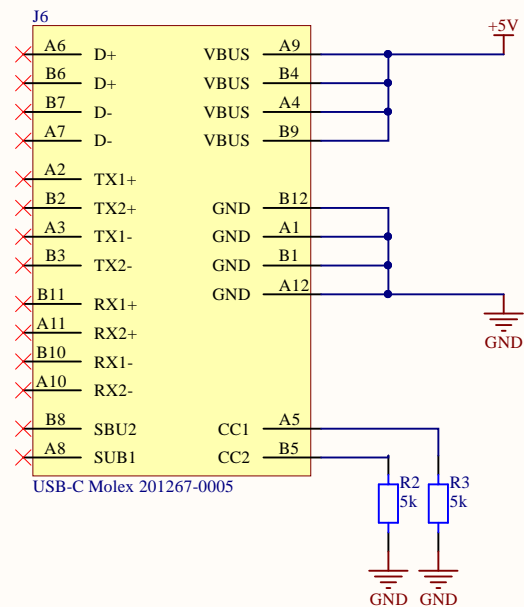 J6
+5V
A6 D+ VBUS A9
B6 D+ VBUS B4
B7 D- VBUS A4
A7 D- VBUS B9
A2 TX1+
B2 TX2+ GND B12
A3 TX1- GND A1
B3 TX2- GND B1
GND A12
B11 RX1+
A11 RX2+
GND
B10 RX1-
A10 RX2-
B8 SBU2 CC1 A5
A8 SUB1 CC2 B5
USB-C Molex 201267-0005
R2 R3
5k 5k
GND GND